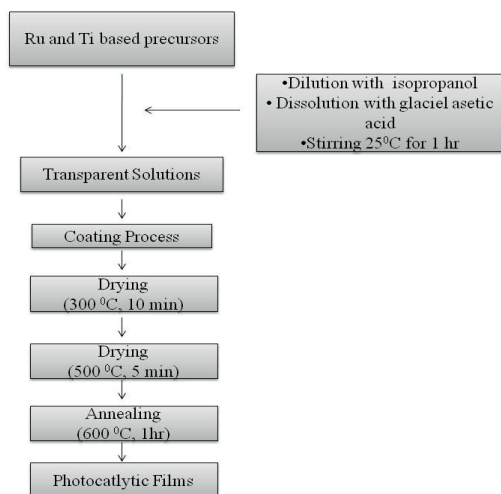 Ru and Ti based precursors
•Dilution with isopropanol
• Dissolution with glaciel asetic
acid
•Stirring 25⁰C for 1 hr
Transparent Solutions
Coating Process
Drying
(300 ⁰C, 10 min)
Drying
(500 ⁰C, 5 min)
Annealing
(600 ⁰C, 1hr)
Photocatlytic Films